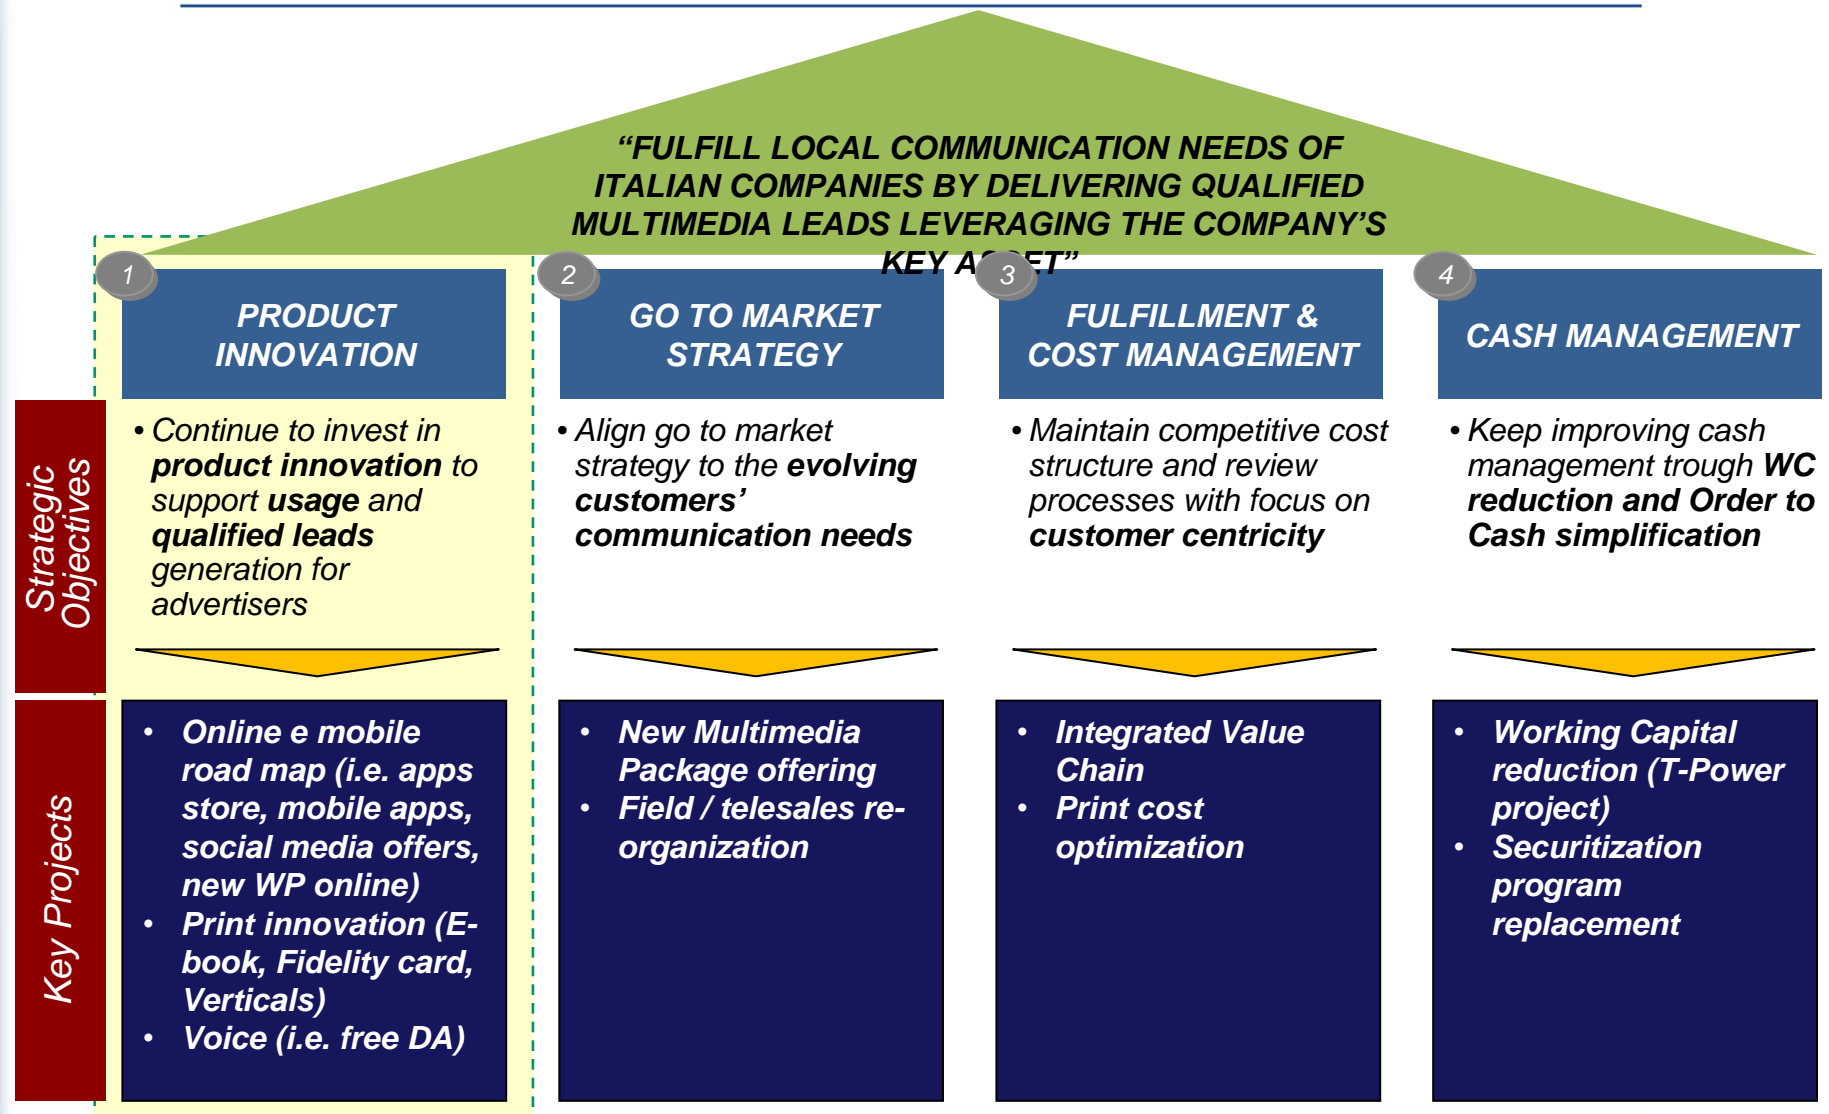 “FULFILL LOCAL COMMUNICATION NEEDS OF
ITALIAN COMPANIES BY DELIVERING QUALIFIED
MULTIMEDIA LEADS LEVERAGING THE COMPANY’S
KEY ASSET”
1
PRODUCT
INNOVATION
2
GO TO MARKET
STRATEGY
3
FULFILLMENT &
COST MANAGEMENT
4
CASH MANAGEMENT
Strategic
Objectives
• Continue to invest in
product innovation to
support usage and
qualified leads
generation for
advertisers
• Align go to market
strategy to the evolving
customers’
communication needs
• Maintain competitive cost
structure and review
processes with focus on
customer centricity
• Keep improving cash
management trough WC
reduction and Order to
Cash simplification
Key Projects
• Online e mobile
road map (i.e. apps
store, mobile apps,
social media offers,
new WP online)
• Print innovation (E-
book, Fidelity card,
Verticals)
• Voice (i.e. free DA)
• New Multimedia
Package offering
• Field / telesales re-
organization
• Integrated Value
Chain
• Print cost
optimization
• Working Capital
reduction (T-Power
project)
• Securitization
program
replacement